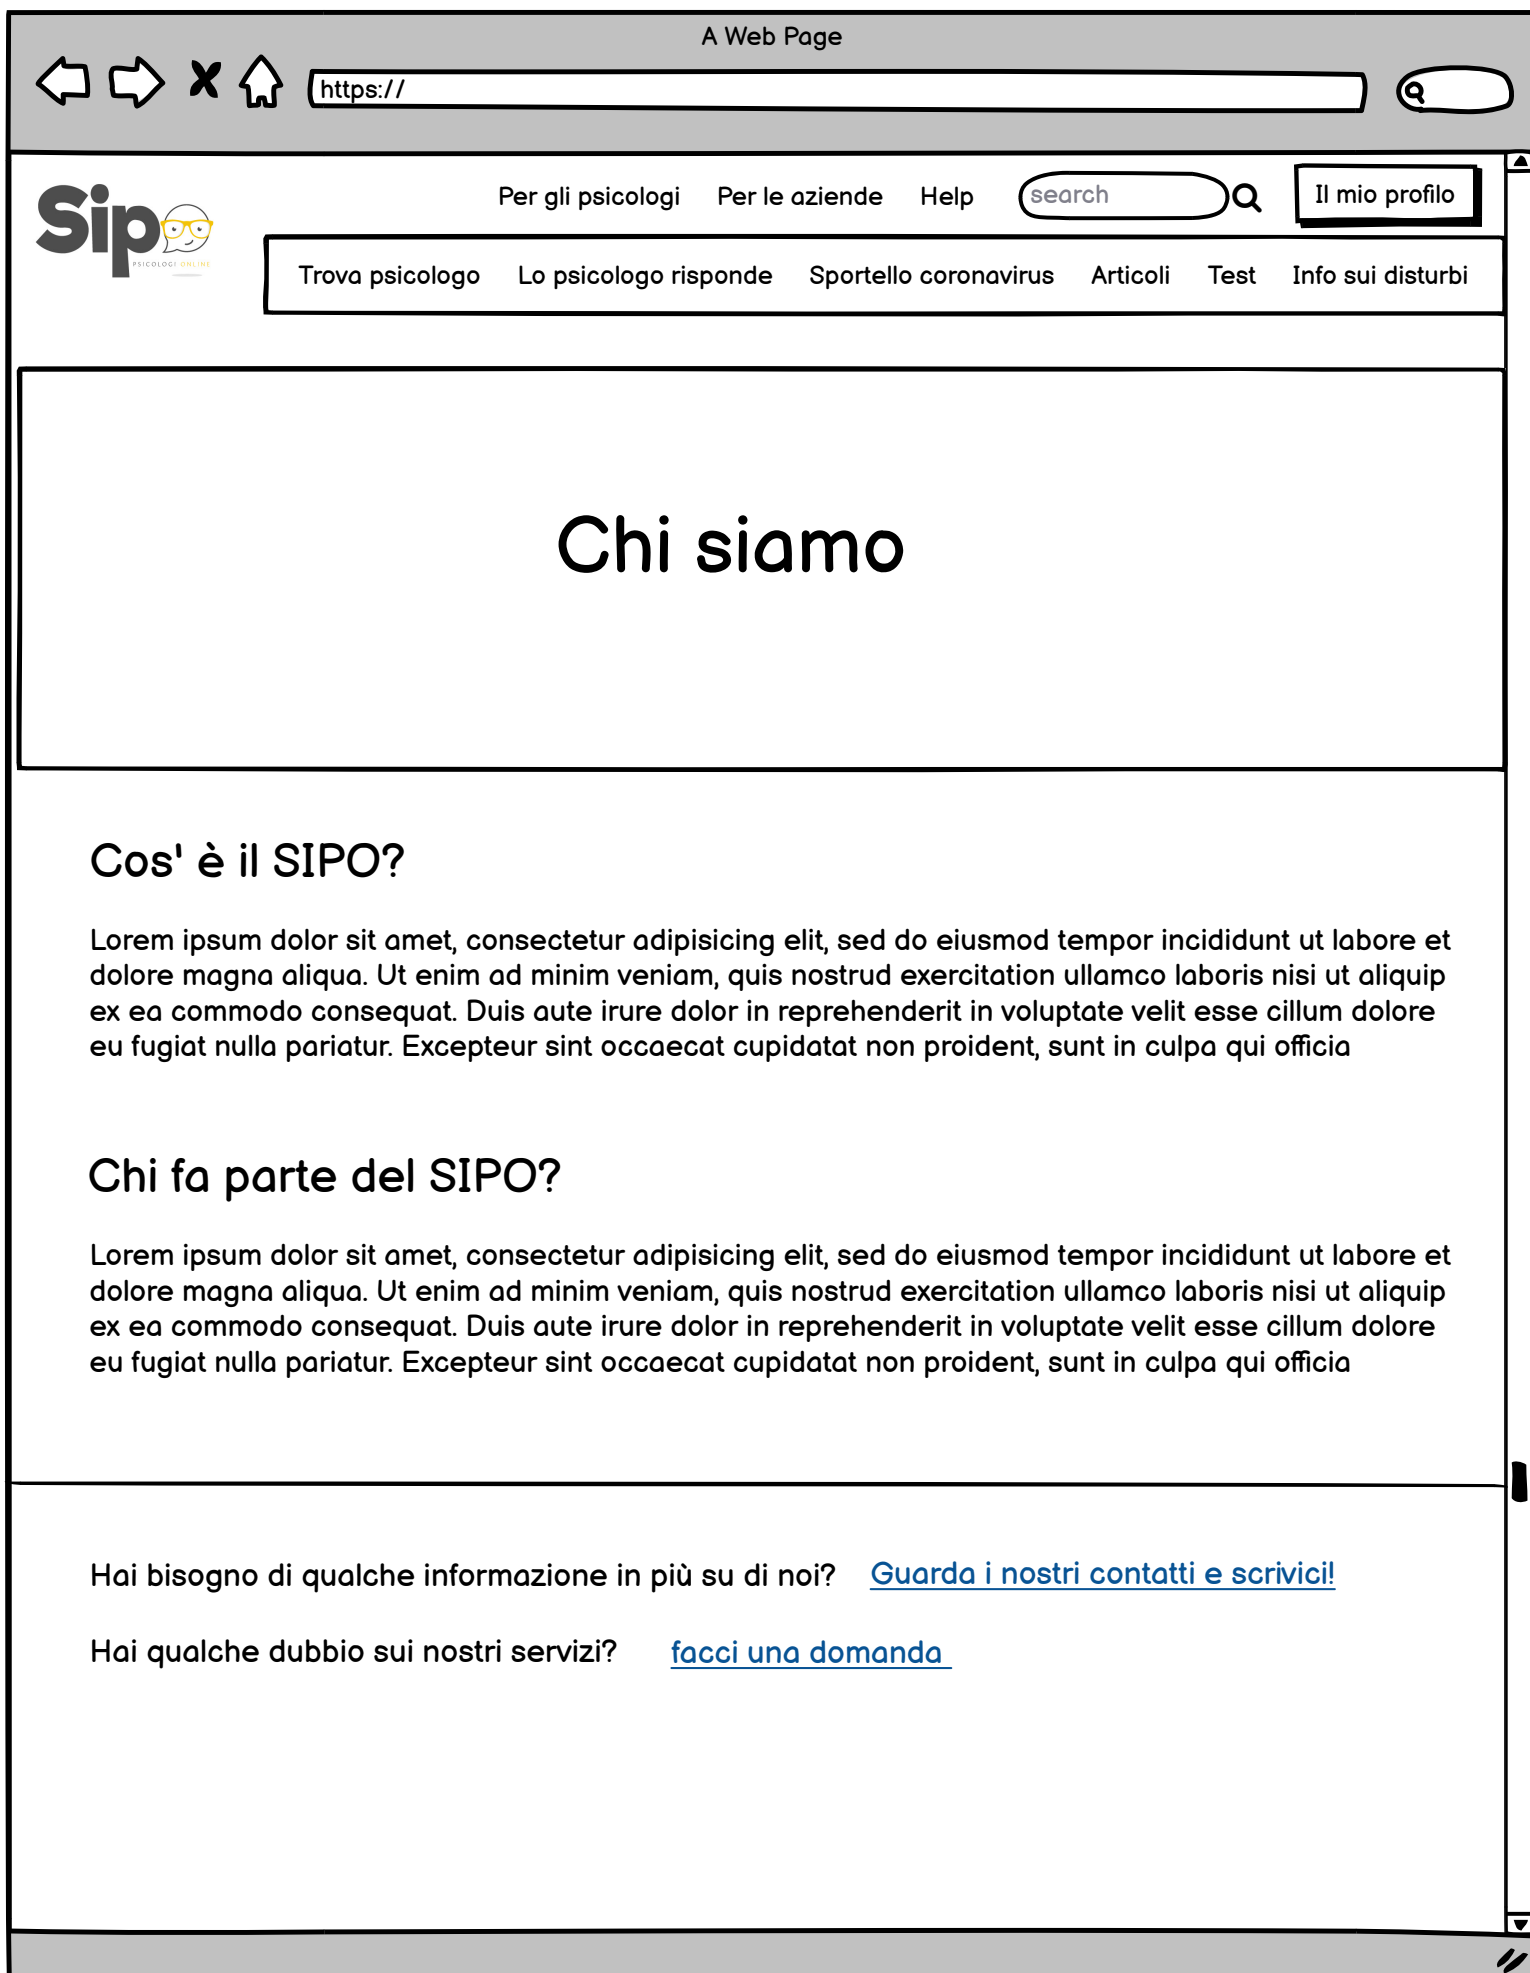 A Web Page
https://
Sip
PSICOLOGI ONLINE
Per gli psicologi Per le aziende Help search Il mio profilo
Trova psicologo Lo psicologo risponde Sportello coronavirus Articoli Test Info sui disturbi
Chi siamo
Cos' è il SIPO?
Lorem ipsum dolor sit amet, consectetur adipisicing elit, sed do eiusmod tempor incididunt ut labore et
dolore magna aliqua. Ut enim ad minim veniam, quis nostrud exercitation ullamco laboris nisi ut aliquip
ex ea commodo consequat. Duis aute irure dolor in reprehenderit in voluptate velit esse cillum dolore
eu fugiat nulla pariatur. Excepteur sint occaecat cupidatat non proident, sunt in culpa qui officia
Chi fa parte del SIPO?
Lorem ipsum dolor sit amet, consectetur adipisicing elit, sed do eiusmod tempor incididunt ut labore et
dolore magna aliqua. Ut enim ad minim veniam, quis nostrud exercitation ullamco laboris nisi ut aliquip
ex ea commodo consequat. Duis aute irure dolor in reprehenderit in voluptate velit esse cillum dolore
eu fugiat nulla pariatur. Excepteur sint occaecat cupidatat non proident, sunt in culpa qui officia
Hai bisogno di qualche informazione in più su di noi? Guarda i nostri contatti e scrivici!
Hai qualche dubbio sui nostri servizi? facci una domanda